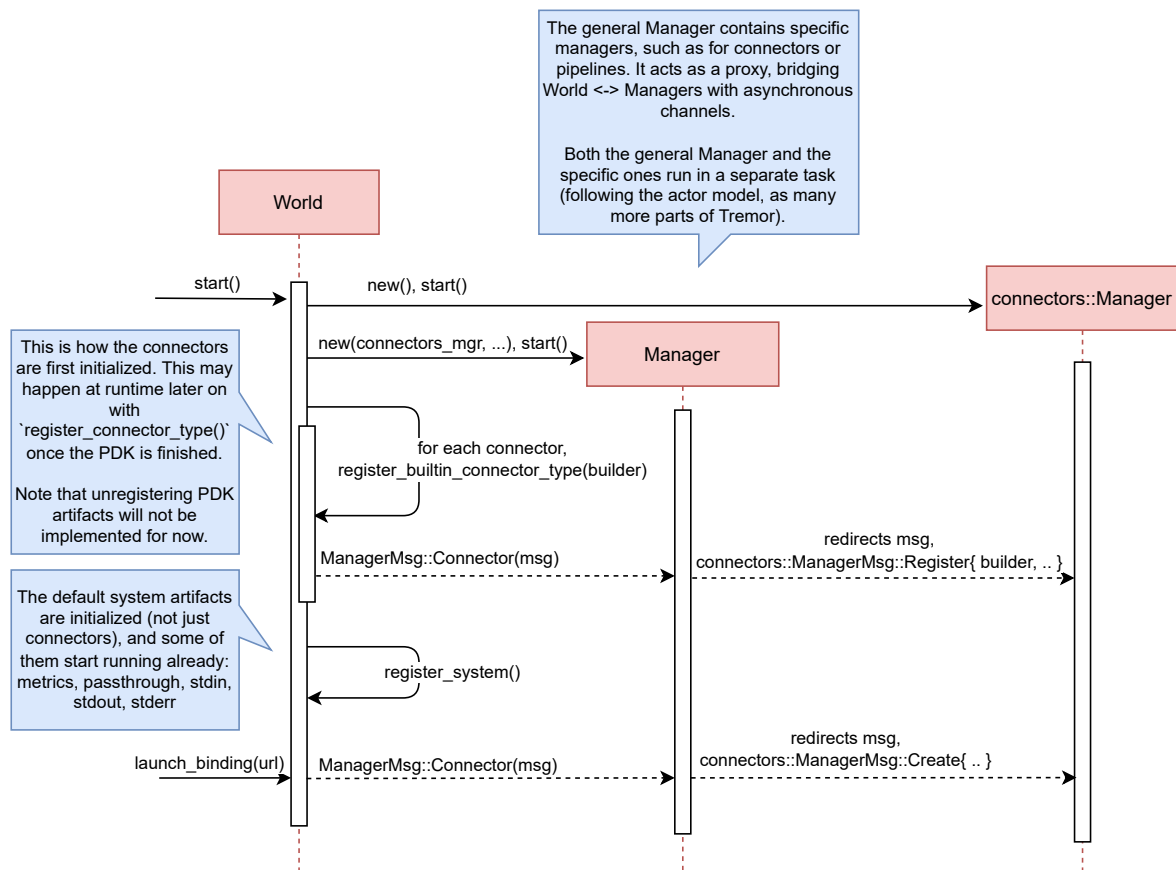 The general Manager contains specific
managers, such as for connectors or
pipelines. It acts as a proxy, bridging
World <-> Managers with asynchronous
channels.
Both the general Manager and the
specific ones run in a separate task
(following the actor model, as many
more parts of Tremor).
World
start()
new(), start()
connectors::Manager
This is how the connectors
are first initialized. This may
happen at runtime later on
with
`register_connector_type()`
once the PDK is finished.
Note that unregistering PDK
artifacts will not be
implemented for now.
new(connectors_mgr, ...), start()
Manager
for each connector,
register_builtin_connector_type(builder)
ManagerMsg::Connector(msg)
redirects msg,
connectors::ManagerMsg::Register{ builder, .. }
The default system artifacts
are initialized (not just
connectors), and some of
them start running already:
metrics, passthrough, stdin,
stdout, stderr
register_system()
launch_binding(url)
ManagerMsg::Connector(msg)
redirects msg,
connectors::ManagerMsg::Create{ .. }